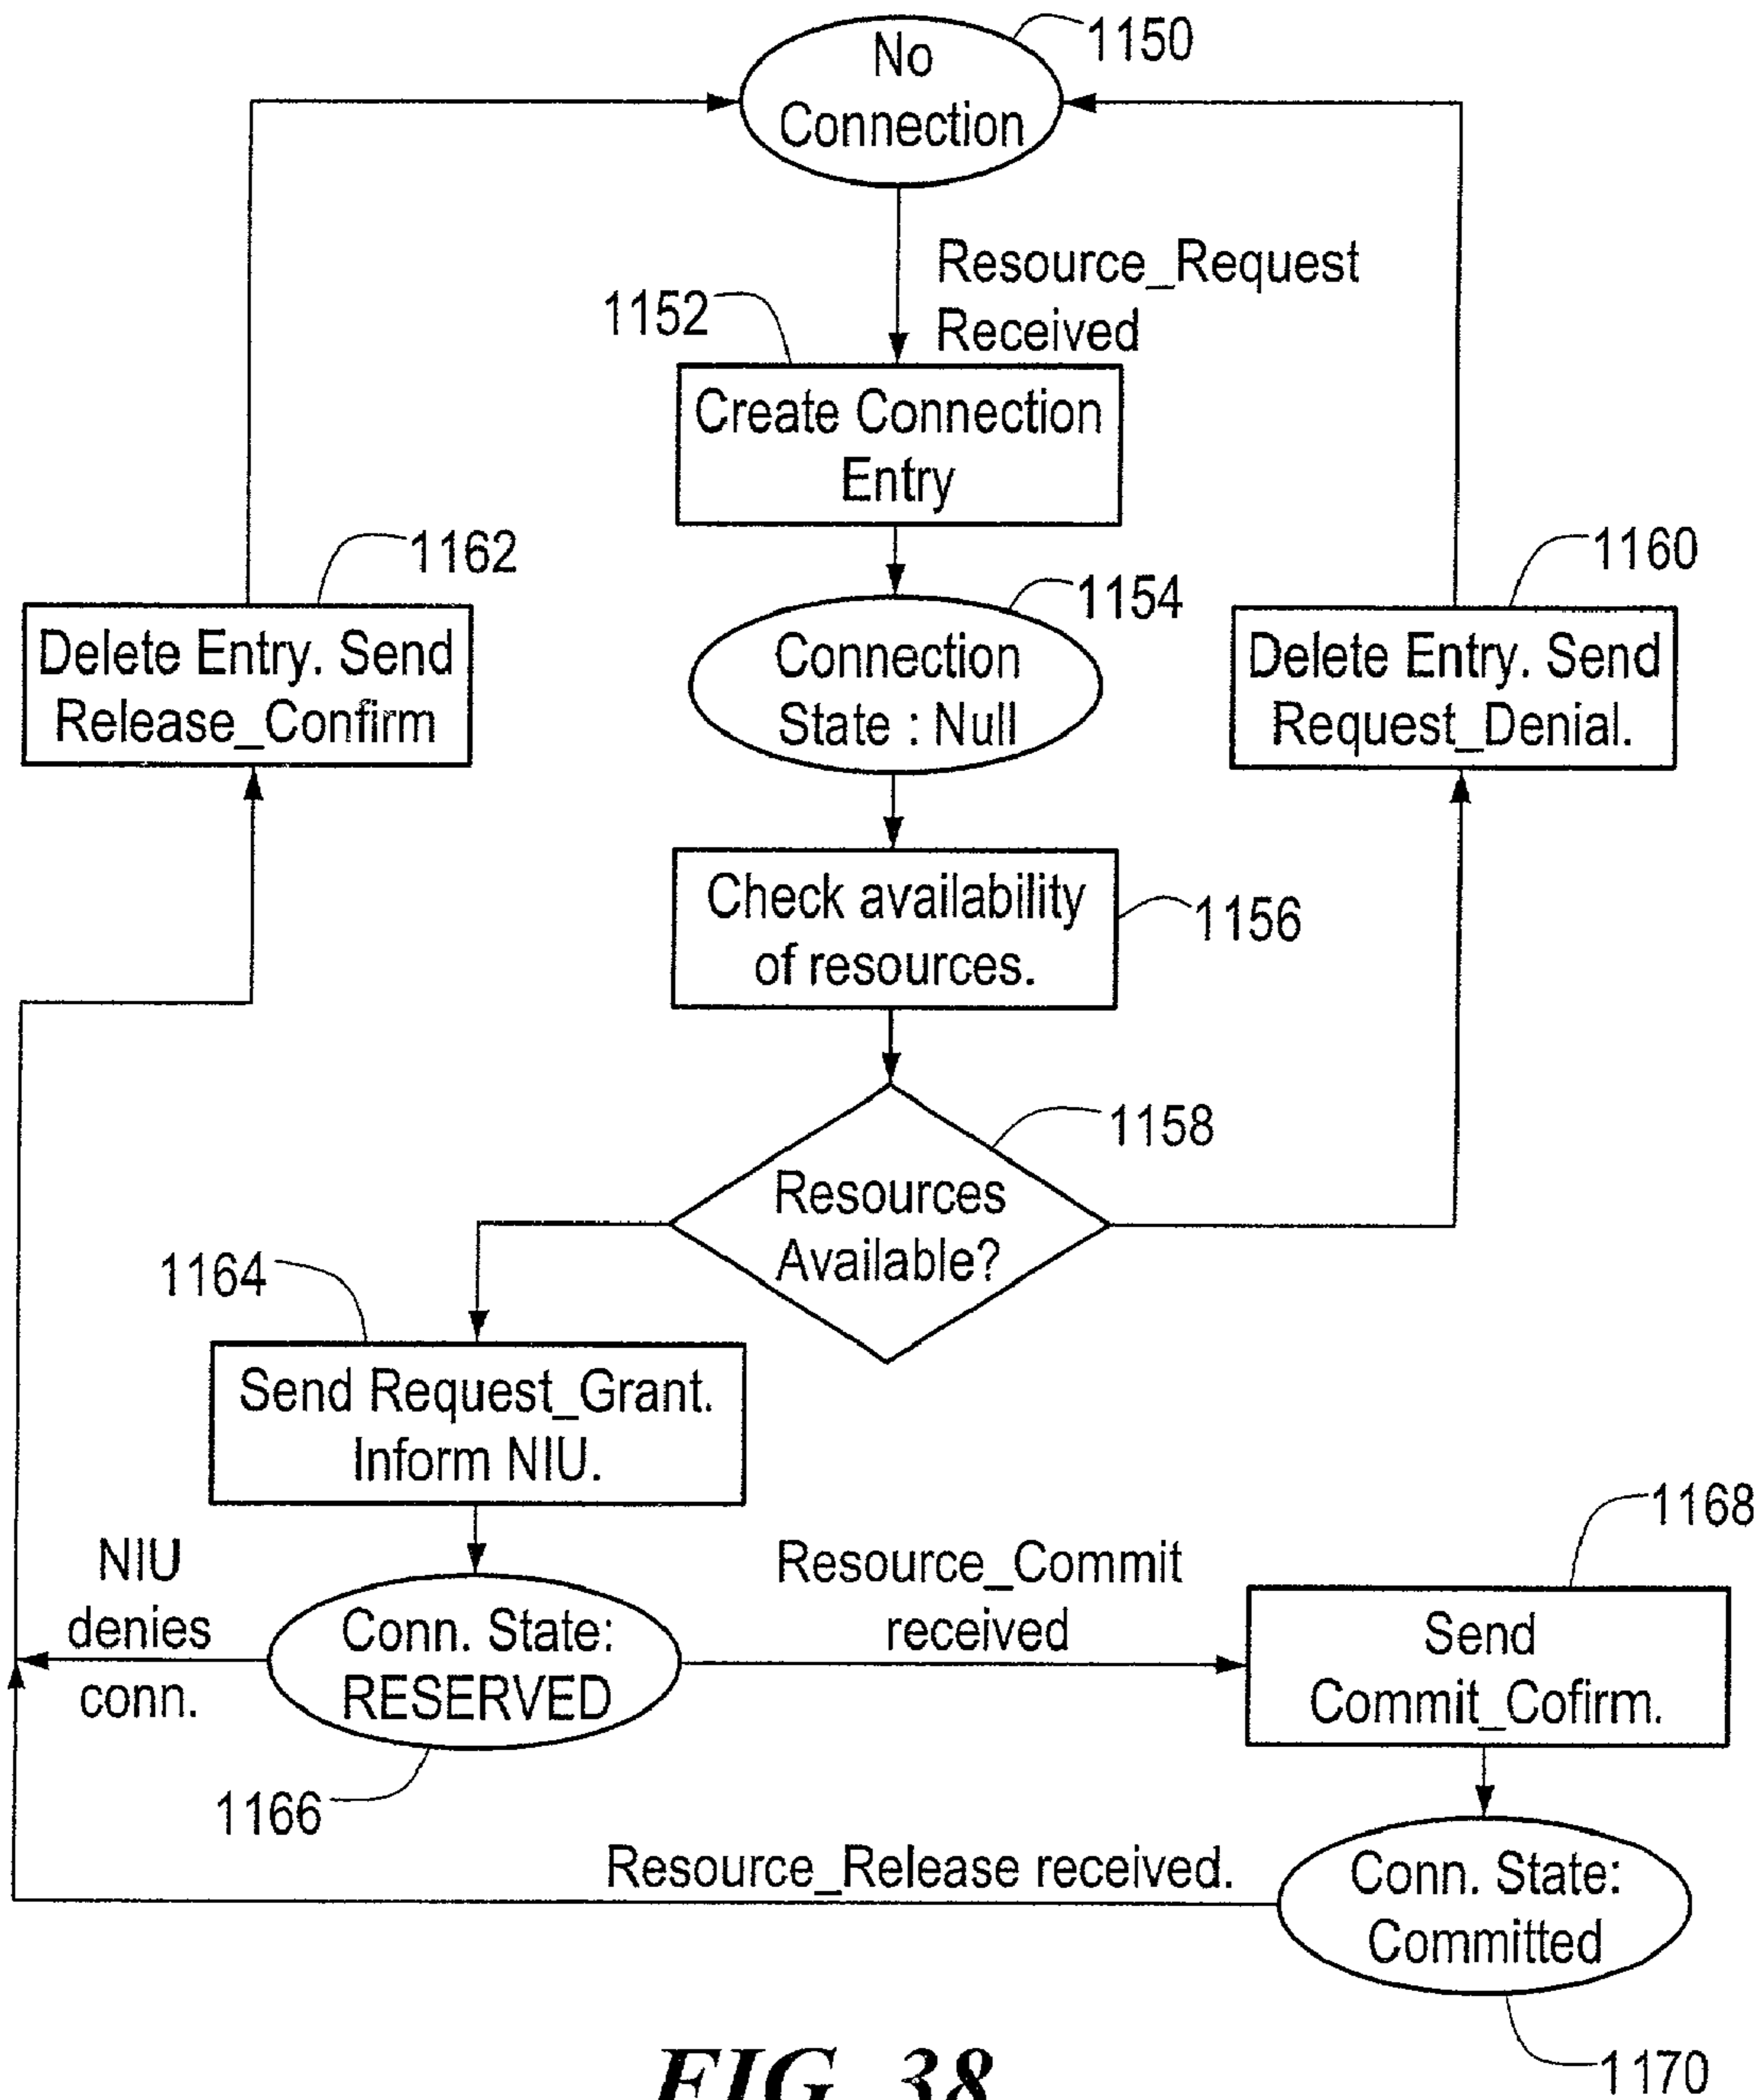 No
Connection
1150
Resource_Request
Received
1152
Create Connection
Entry
1162
1154
1160
Delete Entry. Send
Release_Confirm
Connection
State : Null
Delete Entry. Send
Request_Denial.
Check availability
of resources.
1156
1158
Resources
Available?
1164
Send Request_Grant.
Inform NIU.
1168
NIU
denies
conn.
Conn. State:
RESERVED
Resource_Commit
received
Send
Commit_Cofirm.
1166
Resource_Release received.
Conn. State:
Committed
1170
FIG. 38